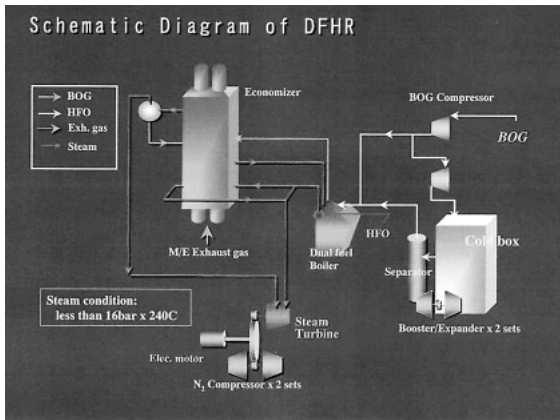 Schematic Diagram of DFHR
BOG
HFO
Exh. gas
Steam
Economizer
BOG Compressor
BOG
M/E Exhaust gas
Dual fuel
Boiler
HFO
Cold box
Separator
Steam condition:
less than 16bar x 240C
Steam
Turbine
Booster/Expander x 2 sets
Elec. motor
N2 Compressor x 2 sets